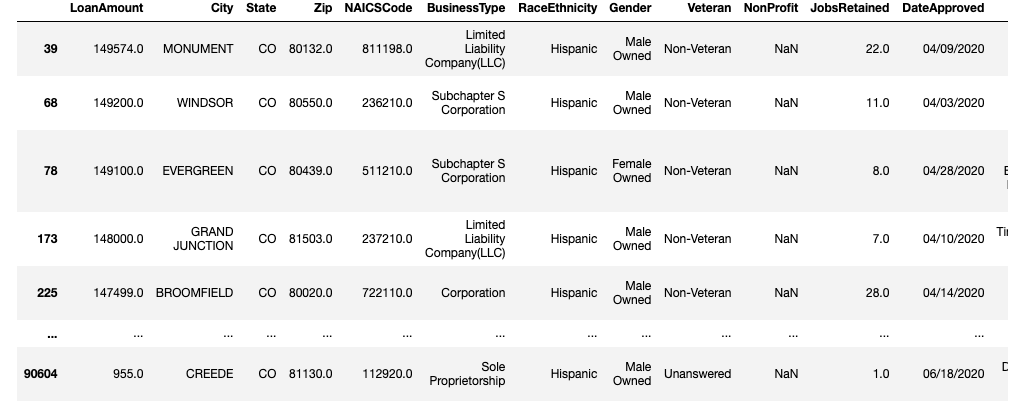 LoanAmount City State Zip NAICSCode BusinessType RaceEthnicity Gender Veteran NonProfit JobsRetained DateApproved
39 149574.0 MONUMENT CO 80132.0 811198.0 Limited Liability Company(LLC) Hispanic Male Owned Non-Veteran NaN 22.0 04/09/2020
68 149200.0 WINDSOR CO 80550.0 236210.0 Subchapter S Corporation Hispanic Male Owned Non-Veteran NaN 11.0 04/03/2020
78 149100.0 EVERGREEN CO 80439.0 511210.0 Subchapter S Corporation Hispanic Female Owned Non-Veteran NaN 8.0 04/28/2020
173 148000.0 GRAND JUNCTION CO 81503.0 237210.0 Limited Liability Company(LLC) Hispanic Male Owned Non-Veteran NaN 7.0 04/10/2020
225 147499.0 BROOMFIELD CO 80020.0 722110.0 Corporation Hispanic Male Owned Non-Veteran NaN 28.0 04/14/2020
... ... ... ... ... ... ... ... ... ... ... ... ...
90604 955.0 CREEDE CO 81130.0 112920.0 Sole Proprietorship Hispanic Male Owned Unanswered NaN 1.0 06/18/2020